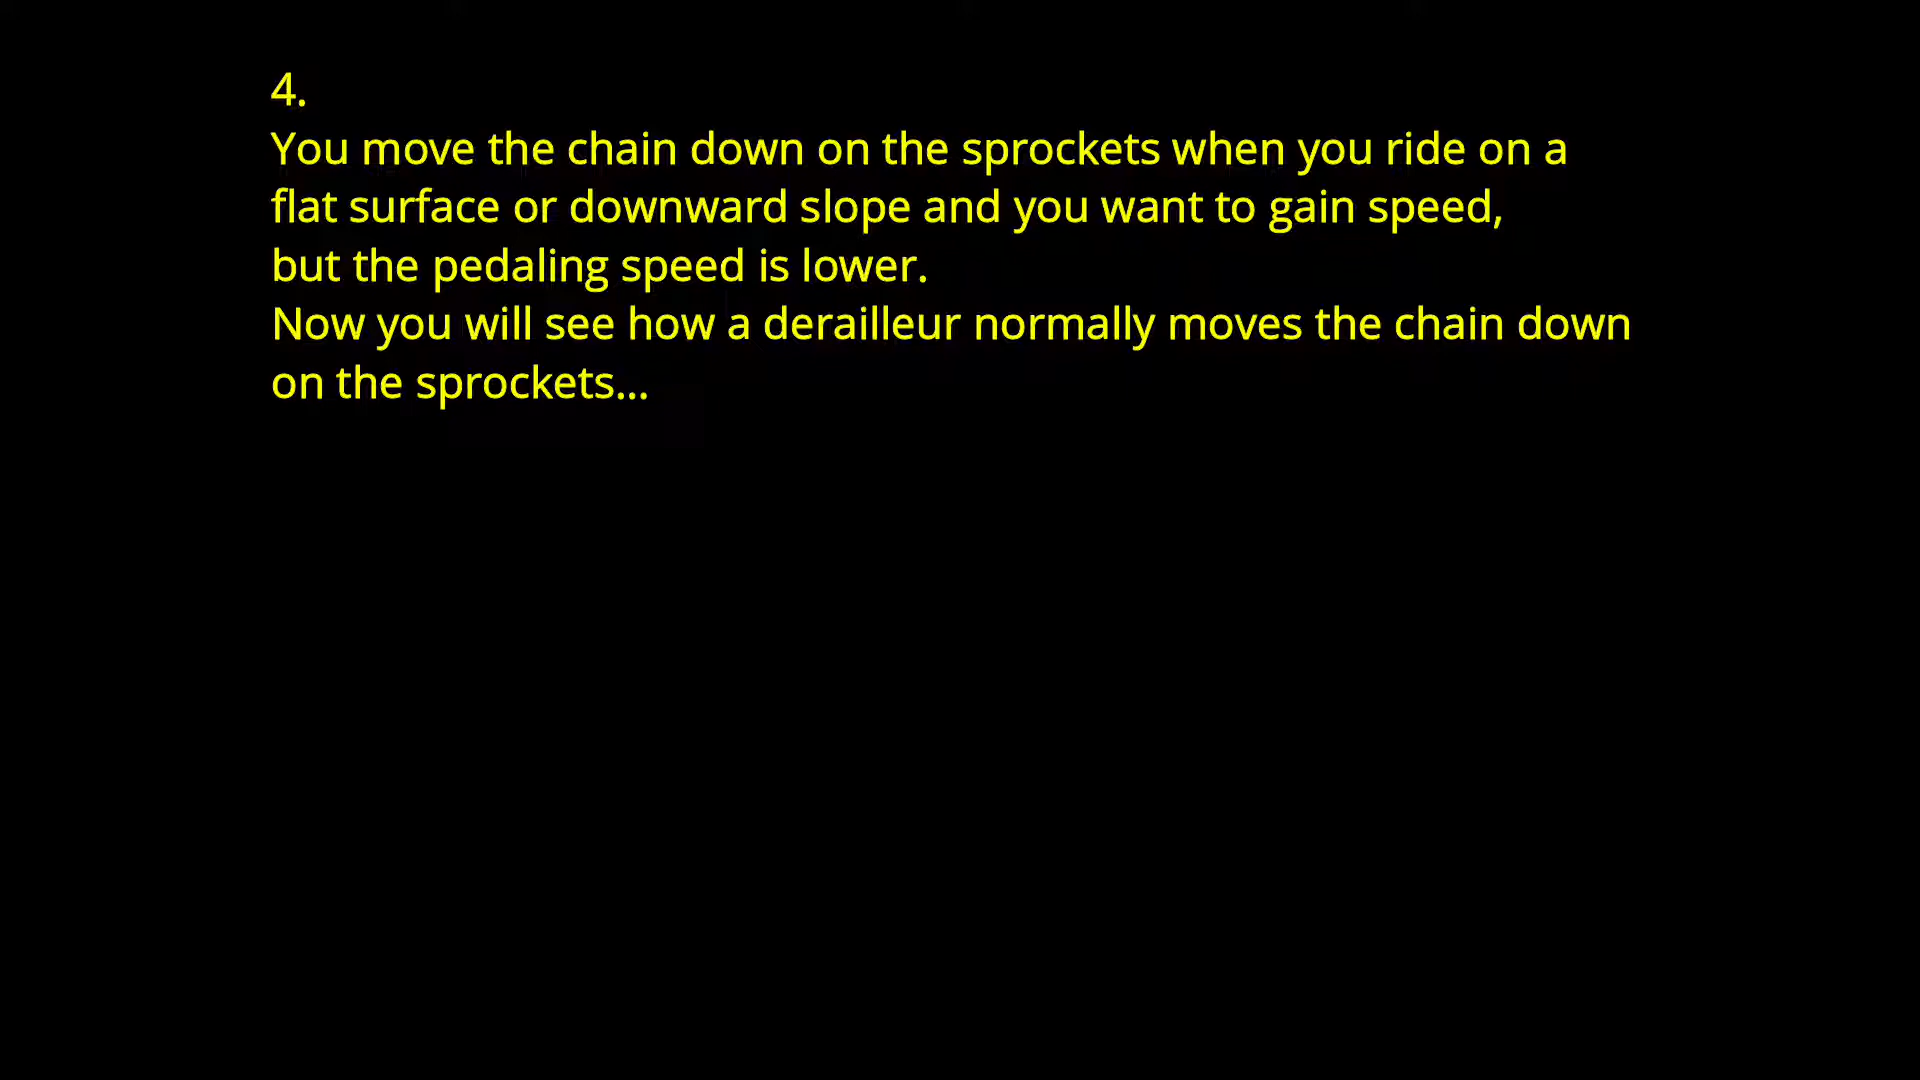 4.
You move the chain down on the sprockets when you ride on a
flat surface or downward slope and you want to gain speed,
but the pedaling speed is lower.
Now you will see how a derailleur normally moves the chain down
on the sprockets...